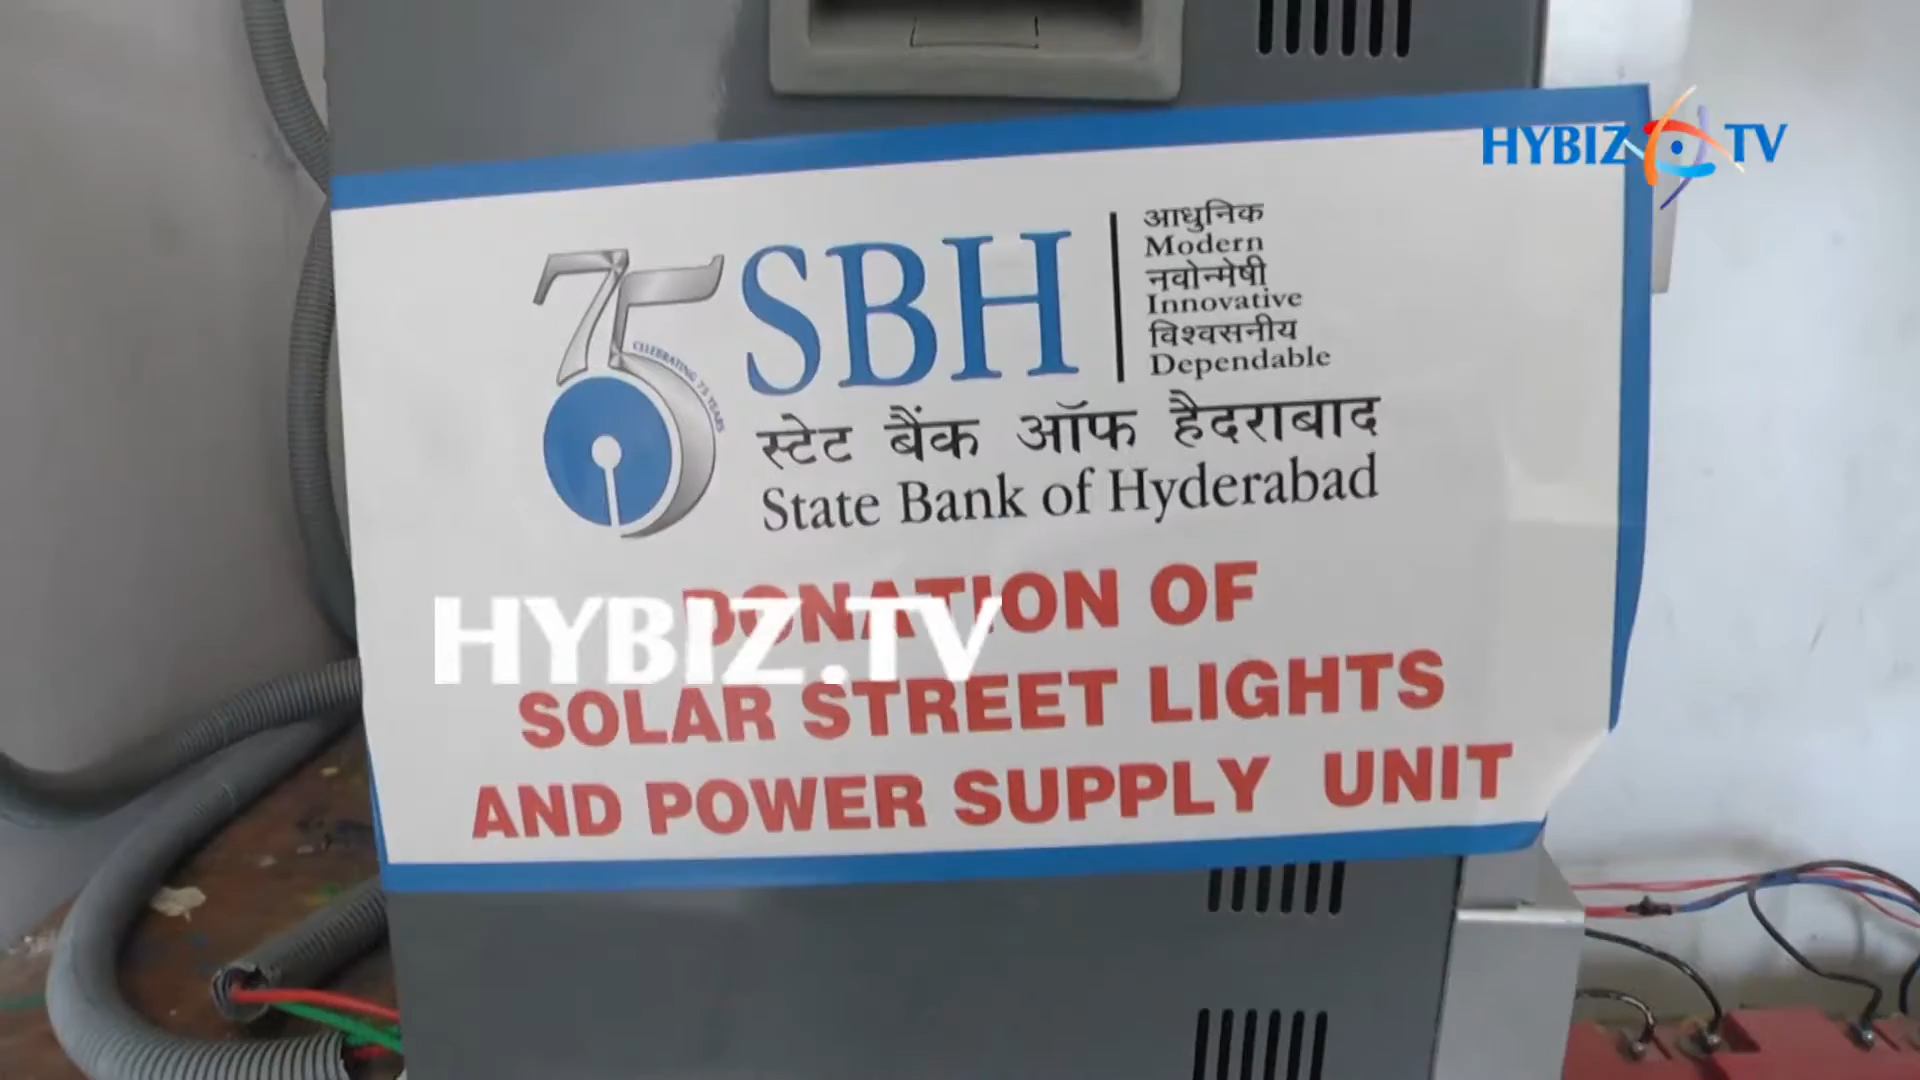 HYBIZ TV
75
CELEBRATING 75 YEARS
SBH
आधुनिक
Modern
नवोन्मेषी
Innovative
विश्वसनीय
Dependable
स्टेट बैंक ऑफ हैदराबाद
State Bank of Hyderabad
DONATION OF
HYBIZ.TV
SOLAR STREET LIGHTS
AND POWER SUPPLY UNIT